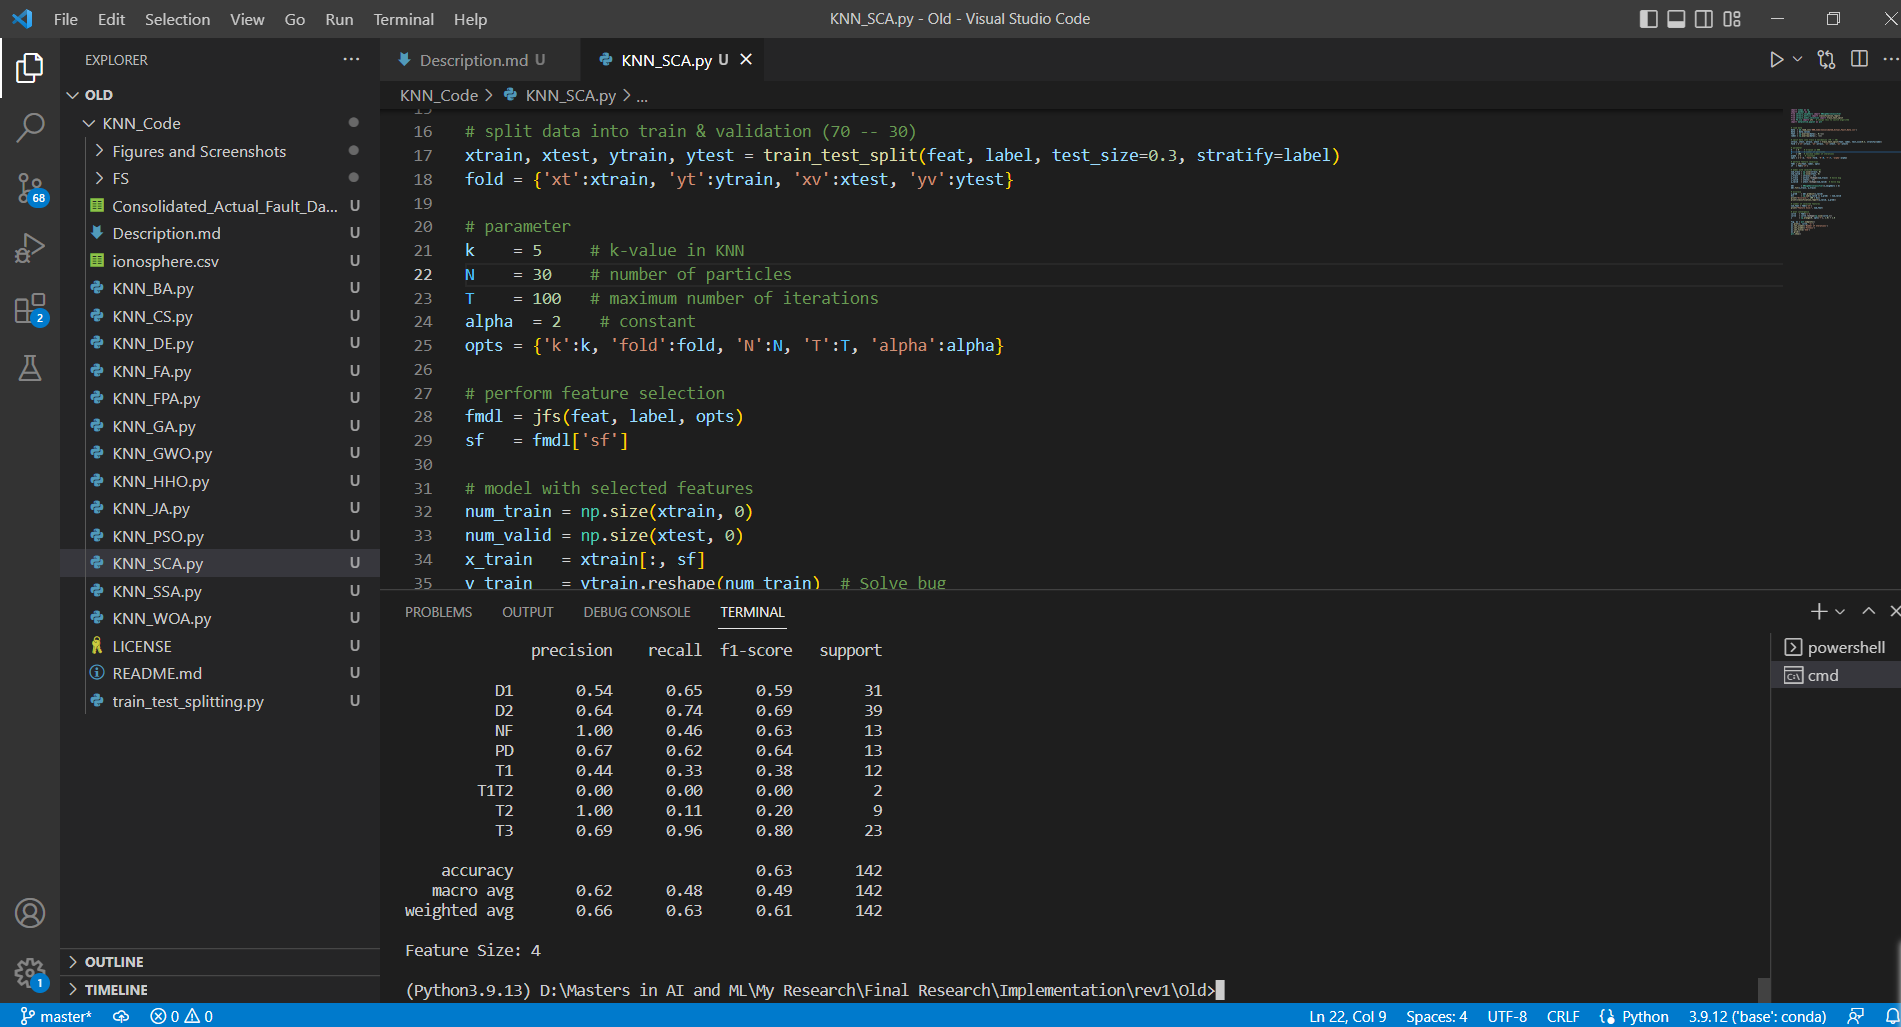 File Edit Selection View Go Run Terminal Help
KNN_SCA.py - Old - Visual Studio Code
EXPLORER
OLD
KNN_Code
Figures and Screenshots
FS
Consolidated_Actual_Fault_Da... U
Description.md U
ionosphere.csv U
KNN_BA.py U
KNN_CS.py U
KNN_DE.py U
KNN_FA.py U
KNN_FPA.py U
KNN_GA.py U
KNN_GWO.py U
KNN_HHO.py U
KNN_JA.py U
KNN_PSO.py U
KNN_SCA.py U
KNN_SSA.py U
KNN_WOA.py U
LICENSE U
README.md U
train_test_splitting.py U
OUTLINE
TIMELINE
68
2
1
Description.md U
KNN_SCA.py U
KNN_Code > KNN_SCA.py > ...
15
16 # split data into train & validation (70 -- 30)
17 xtrain, xtest, ytrain, ytest = train_test_split(feat, label, test_size=0.3, stratify=label)
18 fold = {'xt':xtrain, 'yt':ytrain, 'xv':xtest, 'yv':ytest}
19
20 # parameter
21 k    = 5     # k-value in KNN
22 N    = 30    # number of particles
23 T    = 100   # maximum number of iterations
24 alpha  = 2    # constant
25 opts = {'k':k, 'fold':fold, 'N':N, 'T':T, 'alpha':alpha}
26
27 # perform feature selection
28 fmdl = jfs(feat, label, opts)
29 sf   = fmdl['sf']
30
31 # model with selected features
32 num_train = np.size(xtrain, 0)
33 num_valid = np.size(xtest, 0)
34 x_train   = xtrain[:, sf]
35 y_train   = ytrain.reshape(num_train)  # Solve bug
PROBLEMS OUTPUT DEBUG CONSOLE TERMINAL
powershell
cmd
precision recall f1-score support
D1 0.54 0.65 0.59 31
D2 0.64 0.74 0.69 39
NF 1.00 0.46 0.63 13
PD 0.67 0.62 0.64 13
T1 0.44 0.33 0.38 12
T1T2 0.00 0.00 0.00 2
T2 1.00 0.11 0.20 9
T3 0.69 0.96 0.80 23
accuracy 0.63 142
macro avg 0.62 0.48 0.49 142
weighted avg 0.66 0.63 0.61 142
Feature Size: 4
(Python3.9.13) D:\Masters in AI and ML\My Research\Final Research\Implementation\rev1\Old>
master* 0 0 Ln 22, Col 9 Spaces: 4 UTF-8 CRLF Python 3.9.12 ('base': conda)